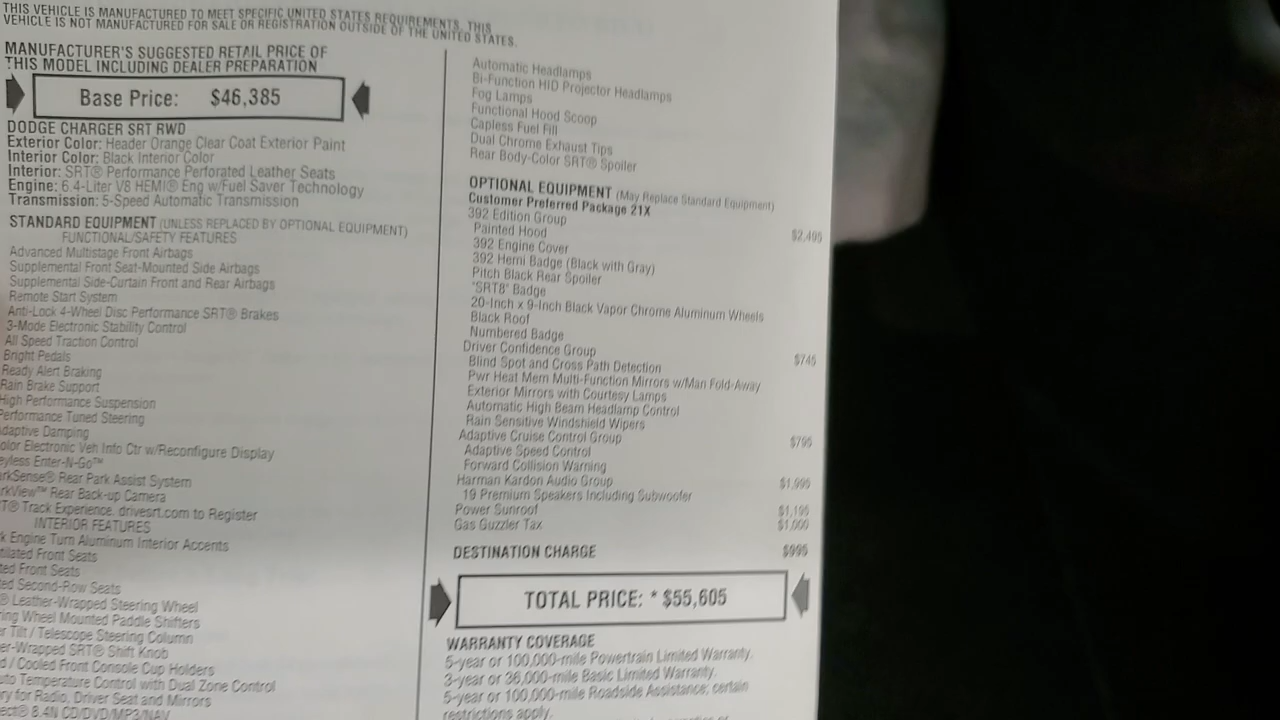 THIS VEHICLE IS MANUFACTURED TO MEET SPECIFIC UNITED STATES REQUIREMENTS. THIS
VEHICLE IS NOT MANUFACTURED FOR SALE OR REGISTRATION OUTSIDE OF THE UNITED STATES.
MANUFACTURER'S SUGGESTED RETAIL PRICE OF
THIS MODEL INCLUDING DEALER PREPARATION
Base Price: $46,385
DODGE CHARGER SRT RWD
Exterior Color: Header Orange Clear Coat Exterior Paint
Interior Color: Black Interior Color
Interior: SRT® Performance Perforated Leather Seats
Engine: 6.4-Liter V8 HEMI® Eng w/Fuel Saver Technology
Transmission: 5-Speed Automatic Transmission
STANDARD EQUIPMENT (UNLESS REPLACED BY OPTIONAL EQUIPMENT)
FUNCTIONAL/SAFETY FEATURES
Advanced Multistage Front Airbags
Supplemental Front Seat-Mounted Side Airbags
Supplemental Side-Curtain Front and Rear Airbags
Remote Start System
Anti-Lock 4-Wheel Disc Performance SRT® Brakes
3-Mode Electronic Stability Control
All Speed Traction Control
Bright Pedals
Ready Alert Braking
Rain Brake Support
High Performance Suspension
Performance Tuned Steering
daptive Damping
olor Electronic Veh Info Ctr w/Reconfigure Display
eyless Enter-N-Go™
rkSense® Rear Park Assist System
rkView™ Rear Back-up Camera
T® Track Experience. drivesrt.com to Register
INTERIOR FEATURES
k Engine Turn Aluminum Interior Accents
tilated Front Seats
ted Front Seats
ed Second-Row Seats
® Leather-Wrapped Steering Wheel
ring Wheel Mounted Paddle Shifters
er Tilt / Telescope Steering Column
er-Wrapped SRT® Shift Knob
d / Cooled Front Console Cup Holders
uto Temperature Control with Dual Zone Control
ry for Radio, Driver Seat and Mirrors
ect® 8.4N CD/DVD/MP3/NAV
Automatic Headlamps
Bi-Function HID Projector Headlamps
Fog Lamps
Functional Hood Scoop
Capless Fuel Fill
Dual Chrome Exhaust Tips
Rear Body-Color SRT® Spoiler
OPTIONAL EQUIPMENT (May Replace Standard Equipment)
Customer Preferred Package 21X
392 Edition Group $2,495
Painted Hood
392 Engine Cover
392 Hemi Badge (Black with Gray)
Pitch Black Rear Spoiler
"SRT8" Badge
20-Inch x 9-Inch Black Vapor Chrome Aluminum Wheels
Black Roof
Numbered Badge
Driver Confidence Group $745
Blind Spot and Cross Path Detection
Pwr Heat Mem Multi-Function Mirrors w/Man Fold-Away
Exterior Mirrors with Courtesy Lamps
Automatic High Beam Headlamp Control
Rain Sensitive Windshield Wipers
Adaptive Cruise Control Group $795
Adaptive Speed Control
Forward Collision Warning
Harman Kardon Audio Group $1,995
19 Premium Speakers Including Subwoofer
Power Sunroof $1,195
Gas Guzzler Tax $1,000
DESTINATION CHARGE $995
TOTAL PRICE: * $55,605
WARRANTY COVERAGE
5-year or 100,000-mile Powertrain Limited Warranty.
3-year or 36,000-mile Basic Limited Warranty.
5-year or 100,000-mile Roadside Assistance; certain
restrictions apply.